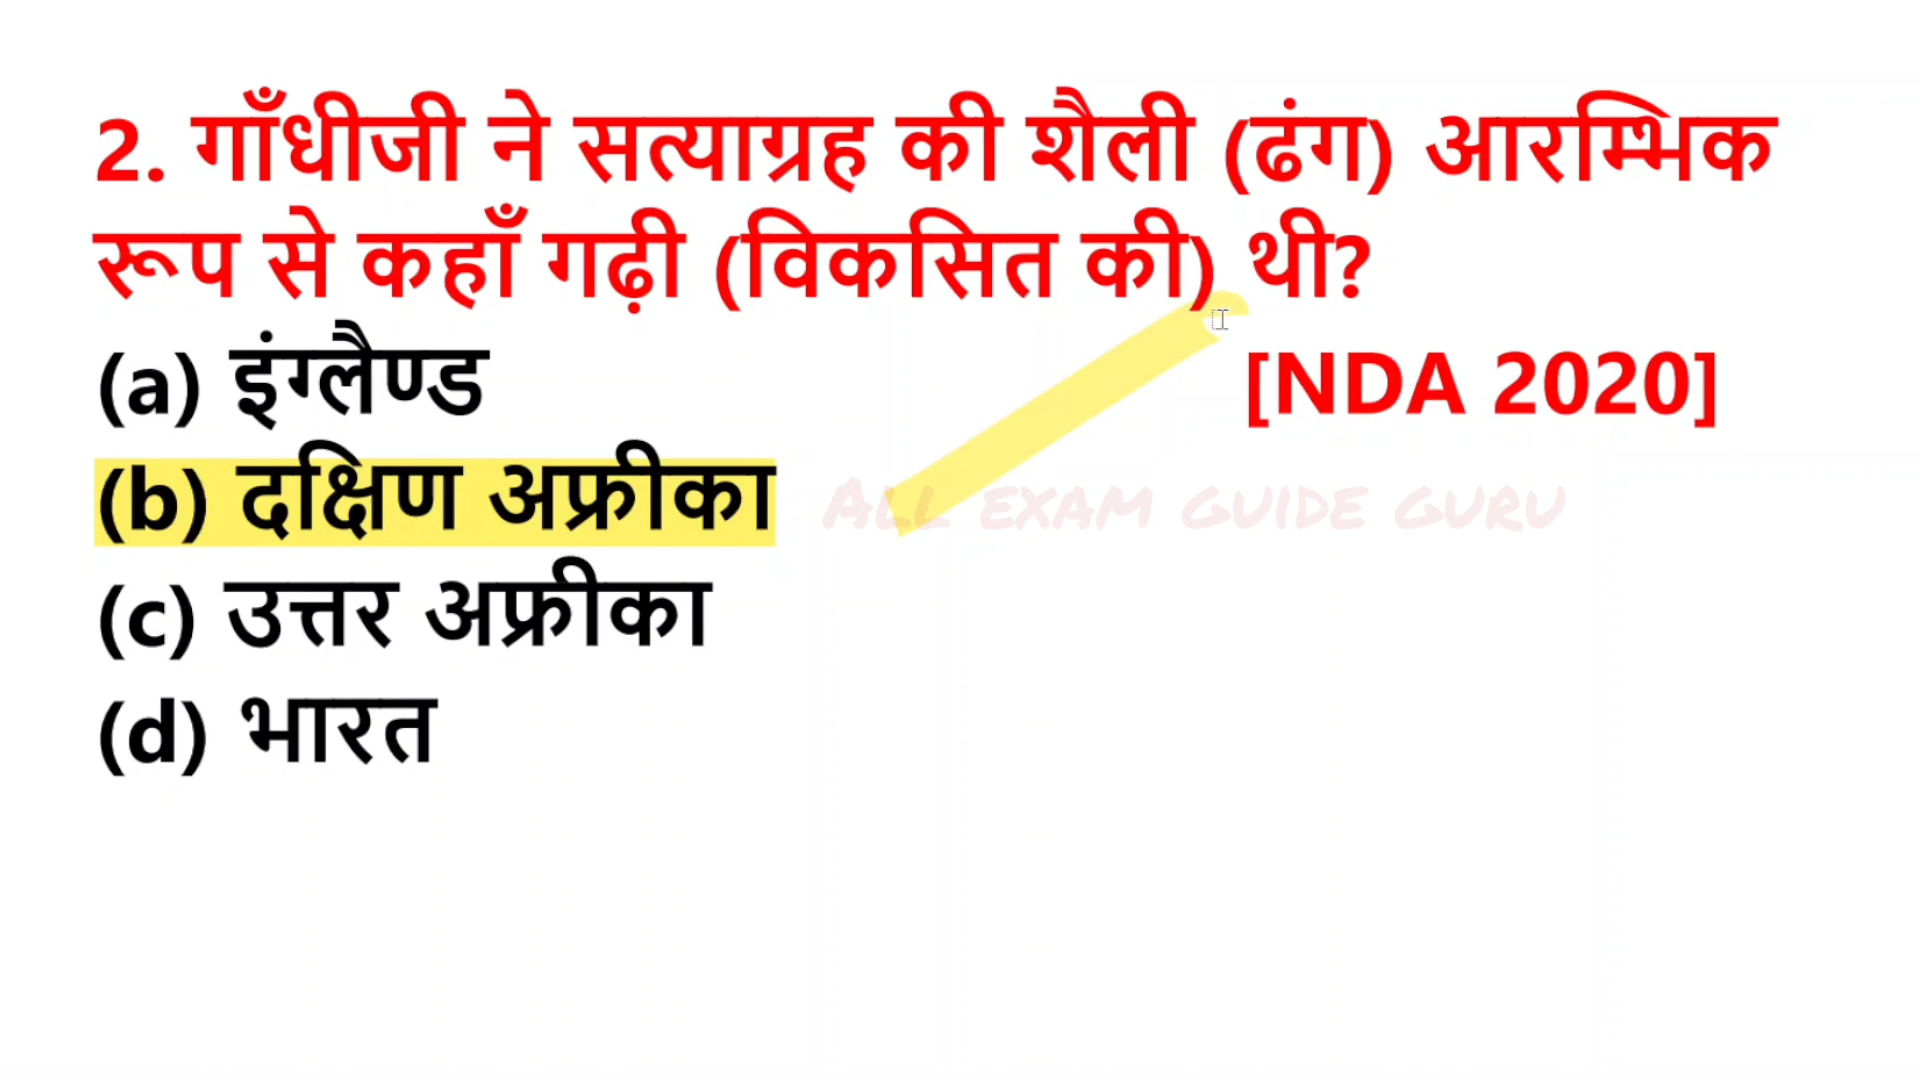 2. गाँधीजी ने सत्याग्रह की शैली (ढंग) आरम्भिक
रूप से कहाँ गढ़ी (विकसित की) थी?
(a) इंग्लैण्ड
[NDA 2020]
(b) दक्षिण अफ्रीका
ALL EXAM GUIDE GURU
(c) उत्तर अफ्रीका
(d) भारत